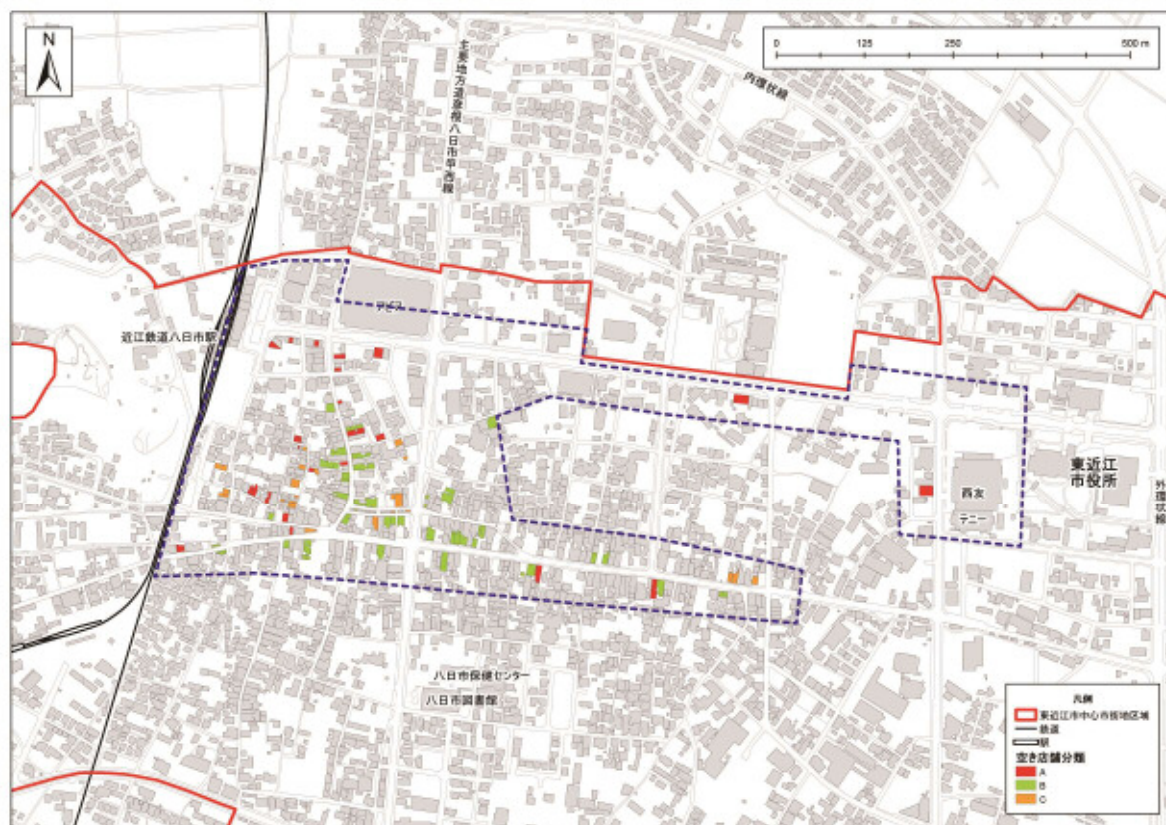 N
0 125 250 500 m
主要地方道彦根八日市甲西線
内環状線
アピア
近江鉄道八日市駅
東近江
市役所
西友
テニー
外環状線
八日市保健センター
八日市図書館
凡例
東近江市中心市街地区域
鉄道
駅
空き店舗分類
A
B
C